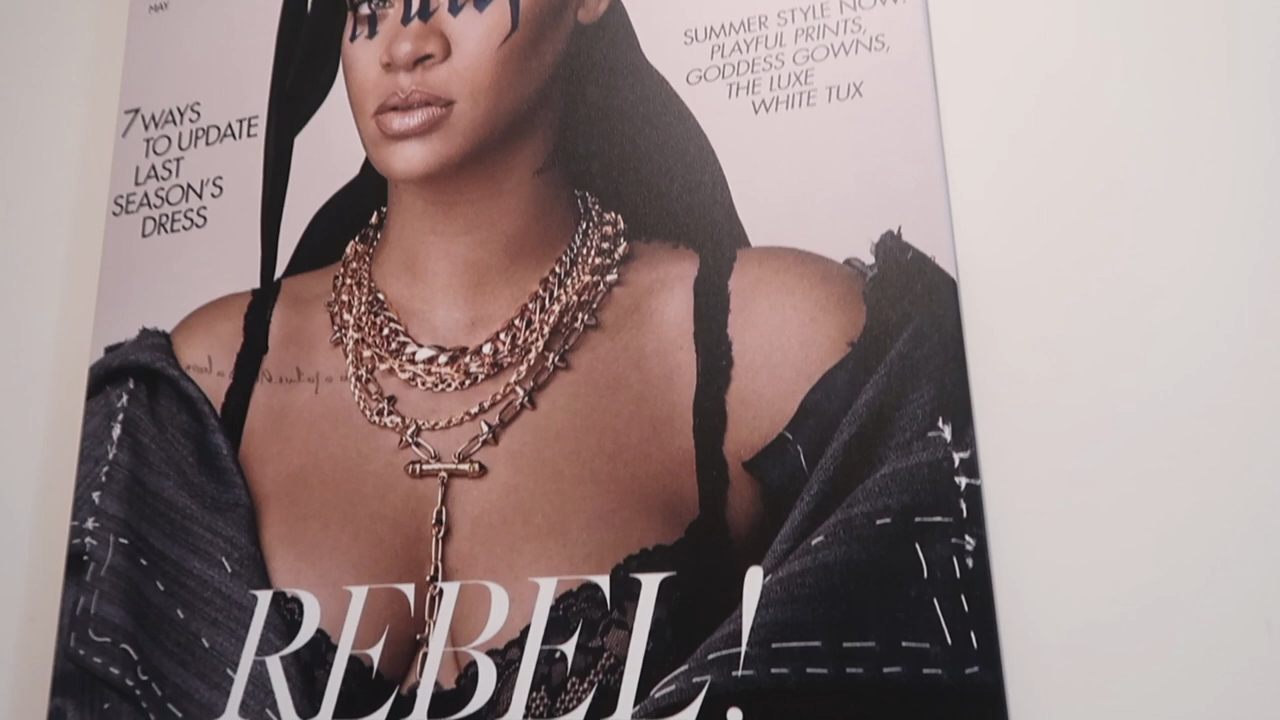 MAY
SUMMER STYLE NOW:
PLAYFUL PRINTS,
GODDESS GOWNS,
THE LUXE
WHITE TUX
7 WAYS
TO UPDATE
LAST
SEASON'S
DRESS
REBEL!